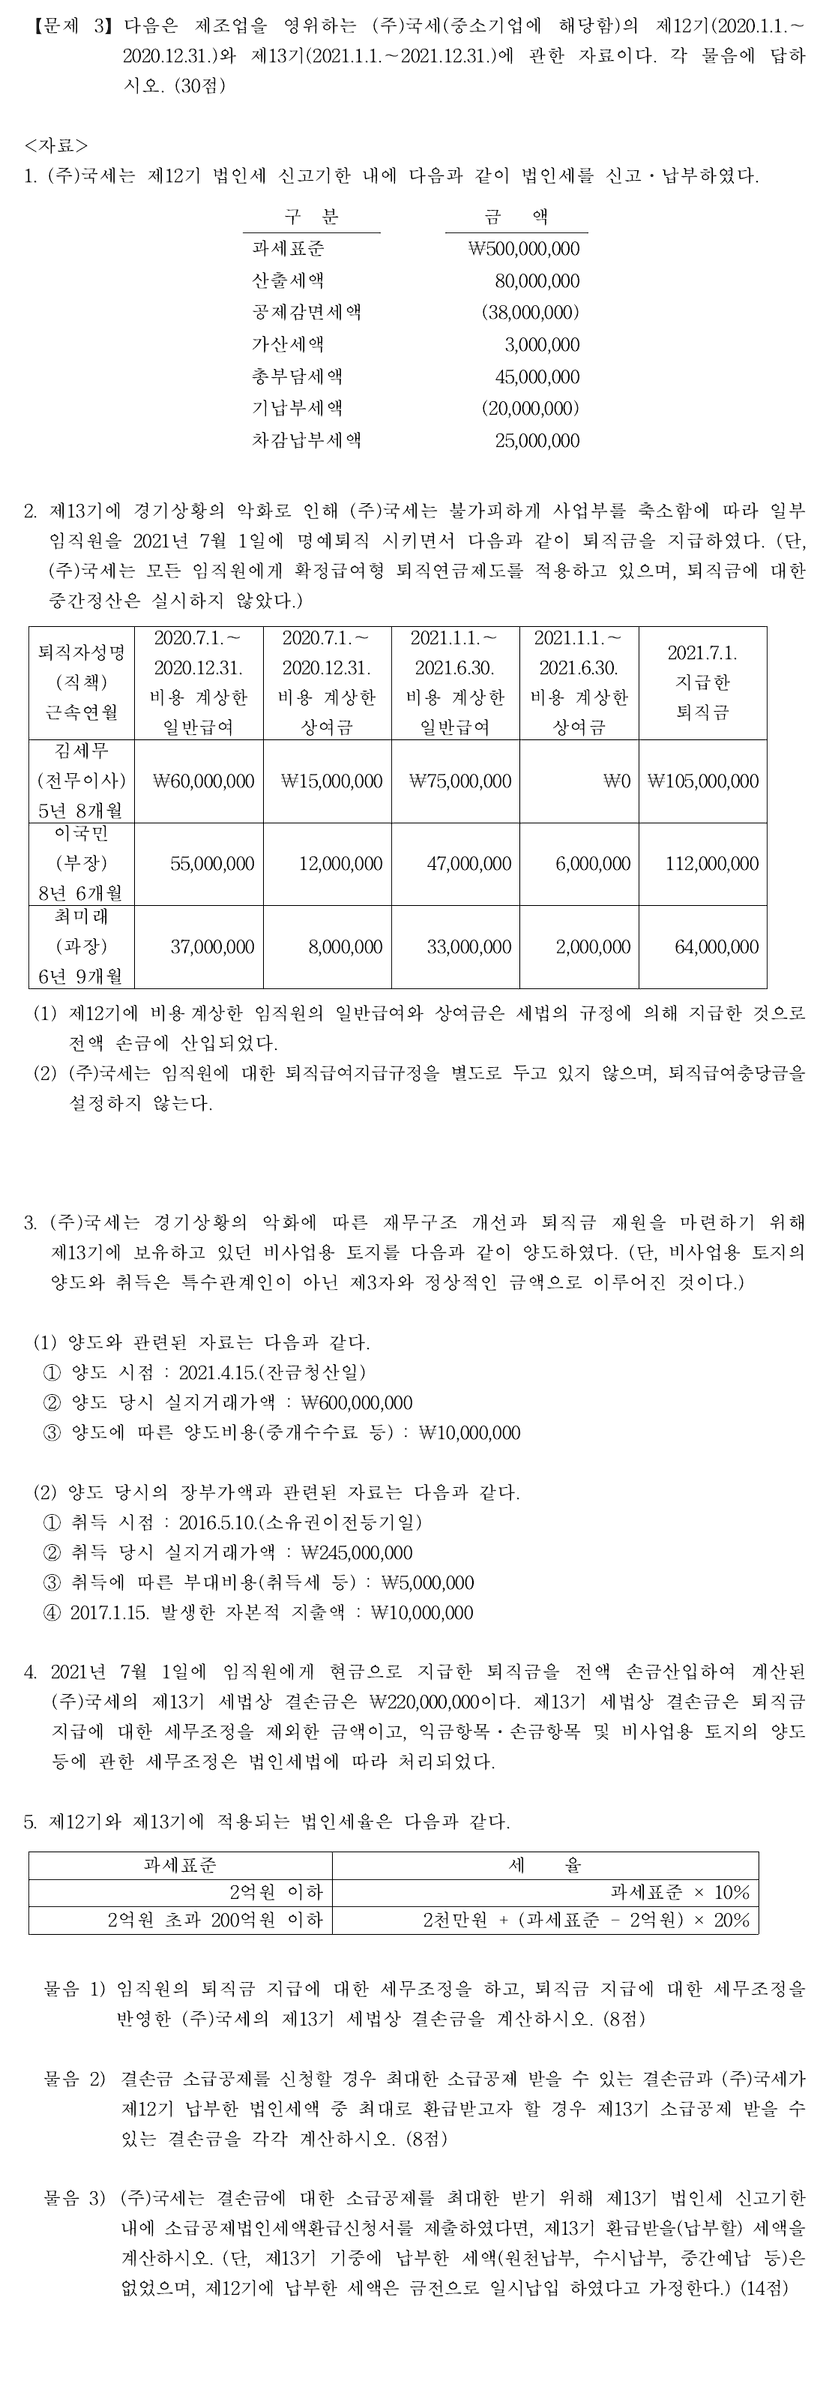 【문제 3】다음은 제조업을 영위하는 (주)국세(중소기업에 해당함)의 제12기(2020.1.1.~
2020.12.31.)와 제13기(2021.1.1.~2021.12.31.)에 관한 자료이다. 각 물음에 답하
시오. (30점)
<자료>
1. (주)국세는 제12기 법인세 신고기한 내에 다음과 같이 법인세를 신고・납부하였다.
구 분 금 액
과세표준 ₩500,000,000
산출세액 80,000,000
공제감면세액 (38,000,000)
가산세액 3,000,000
총부담세액 45,000,000
기납부세액 (20,000,000)
차감납부세액 25,000,000
2. 제13기에 경기상황의 악화로 인해 (주)국세는 불가피하게 사업부를 축소함에 따라 일부
임직원을 2021년 7월 1일에 명예퇴직 시키면서 다음과 같이 퇴직금을 지급하였다. (단,
(주)국세는 모든 임직원에게 확정급여형 퇴직연금제도를 적용하고 있으며, 퇴직금에 대한
중간정산은 실시하지 않았다.)
퇴직자성명
(직책)
근속연월
2020.7.1.~
2020.12.31.
비용 계상한
일반급여
2020.7.1.~
2020.12.31.
비용 계상한
상여금
2021.1.1.~
2021.6.30.
비용 계상한
일반급여
2021.1.1.~
2021.6.30.
비용 계상한
상여금
2021.7.1.
지급한
퇴직금
김세무
(전무이사) ₩60,000,000 ₩15,000,000 ₩75,000,000 ₩0 ₩105,000,000
5년 8개월
이국민
(부장) 55,000,000 12,000,000 47,000,000 6,000,000 112,000,000
8년 6개월
최미래
(과장) 37,000,000 8,000,000 33,000,000 2,000,000 64,000,000
6년 9개월
(1) 제12기에 비용 계상한 임직원의 일반급여와 상여금은 세법의 규정에 의해 지급한 것으로
전액 손금에 산입되었다.
(2) (주)국세는 임직원에 대한 퇴직급여지급규정을 별도로 두고 있지 않으며, 퇴직급여충당금을
설정하지 않는다.
3. (주)국세는 경기상황의 악화에 따른 재무구조 개선과 퇴직금 재원을 마련하기 위해
제13기에 보유하고 있던 비사업용 토지를 다음과 같이 양도하였다. (단, 비사업용 토지의
양도와 취득은 특수관계인이 아닌 제3자와 정상적인 금액으로 이루어진 것이다.)
(1) 양도와 관련된 자료는 다음과 같다.
① 양도 시점 : 2021.4.15.(잔금청산일)
② 양도 당시 실지거래가액 : ₩600,000,000
③ 양도에 따른 양도비용(중개수수료 등) : ₩10,000,000
(2) 양도 당시의 장부가액과 관련된 자료는 다음과 같다.
① 취득 시점 : 2016.5.10.(소유권이전등기일)
② 취득 당시 실지거래가액 : ₩245,000,000
③ 취득에 따른 부대비용(취득세 등) : ₩5,000,000
④ 2017.1.15. 발생한 자본적 지출액 : ₩10,000,000
4. 2021년 7월 1일에 임직원에게 현금으로 지급한 퇴직금을 전액 손금산입하여 계산된
(주)국세의 제13기 세법상 결손금은 ₩220,000,000이다. 제13기 세법상 결손금은 퇴직금
지급에 대한 세무조정을 제외한 금액이고, 익금항목・손금항목 및 비사업용 토지의 양도
등에 관한 세무조정은 법인세법에 따라 처리되었다.
5. 제12기와 제13기에 적용되는 법인세율은 다음과 같다.
과세표준 세 율
2억원 이하 과세표준 × 10%
2억원 초과 200억원 이하 2천만원 + (과세표준 - 2억원) × 20%
물음 1) 임직원의 퇴직금 지급에 대한 세무조정을 하고, 퇴직금 지급에 대한 세무조정을
반영한 (주)국세의 제13기 세법상 결손금을 계산하시오. (8점)
물음 2) 결손금 소급공제를 신청할 경우 최대한 소급공제 받을 수 있는 결손금과 (주)국세가
제12기 납부한 법인세액 중 최대로 환급받고자 할 경우 제13기 소급공제 받을 수
있는 결손금을 각각 계산하시오. (8점)
물음 3) (주)국세는 결손금에 대한 소급공제를 최대한 받기 위해 제13기 법인세 신고기한
내에 소급공제법인세액환급신청서를 제출하였다면, 제13기 환급받을(납부할) 세액을
계산하시오. (단, 제13기 기중에 납부한 세액(원천납부, 수시납부, 중간예납 등)은
없었으며, 제12기에 납부한 세액은 금전으로 일시납입 하였다고 가정한다.) (14점)